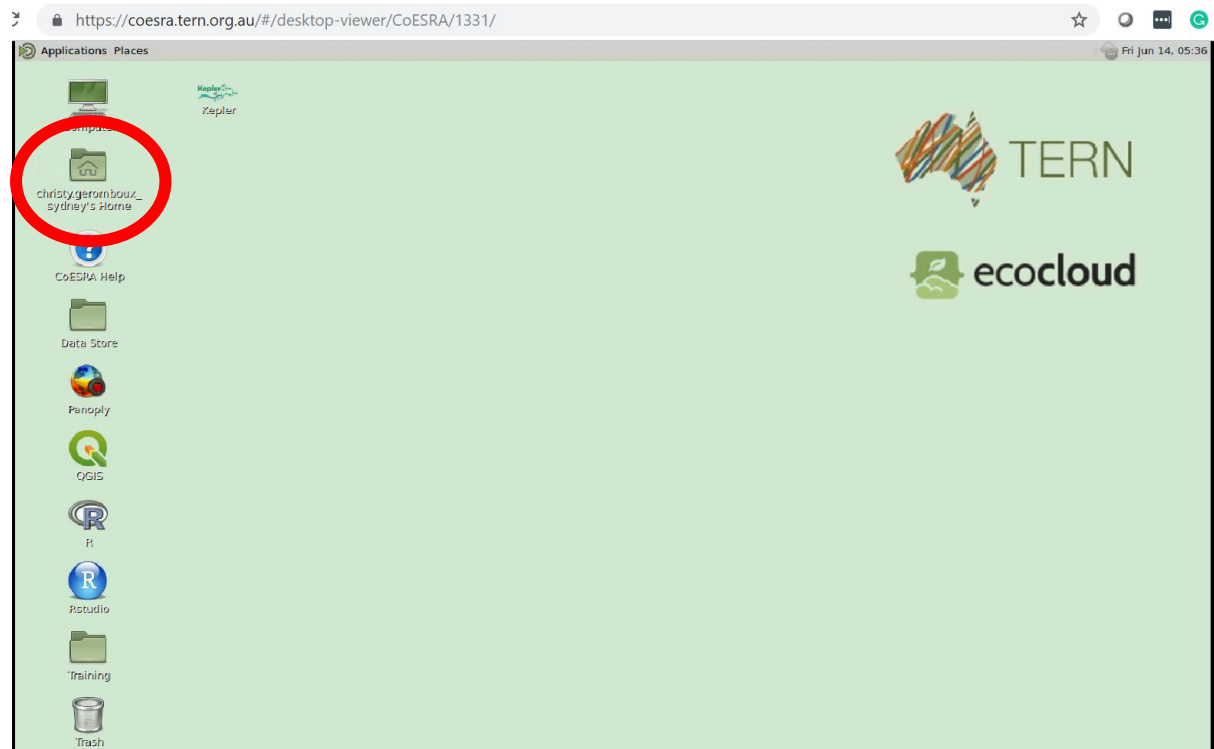 https://coesra.tern.org.au/#/desktop-viewer/CoESRA/1331/
Applications Places
Fri Jun 14, 05:36
Kepler
Kepler
christy.geromboux_
sydney's Home
CoESRA Help
Data Store
Panoply
QGIS
R
R
R
Rstudio
Training
Trash
TERN
ecocloud